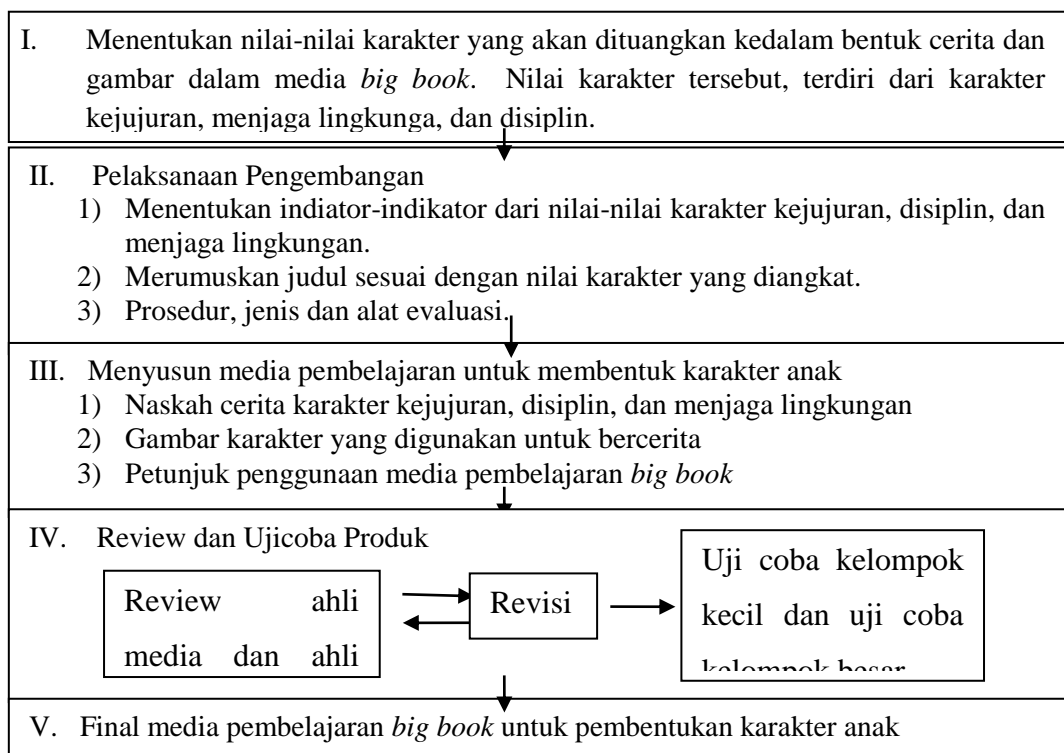 I. Menentukan nilai-nilai karakter yang akan dituangkan kedalam bentuk cerita dan
gambar dalam media big book. Nilai karakter tersebut, terdiri dari karakter
kejujuran, menjaga lingkunga, dan disiplin.
II. Pelaksanaan Pengembangan
1) Menentukan indiator-indikator dari nilai-nilai karakter kejujuran, disiplin, dan
menjaga lingkungan.
2) Merumuskan judul sesuai dengan nilai karakter yang diangkat.
3) Prosedur, jenis dan alat evaluasi.
III. Menyusun media pembelajaran untuk membentuk karakter anak
1) Naskah cerita karakter kejujuran, disiplin, dan menjaga lingkungan
2) Gambar karakter yang digunakan untuk bercerita
3) Petunjuk penggunaan media pembelajaran big book
IV. Review dan Ujicoba Produk
Review ahli
media dan ahli
Revisi
Uji coba kelompok
kecil dan uji coba
kelompok besar
V. Final media pembelajaran big book untuk pembentukan karakter anak